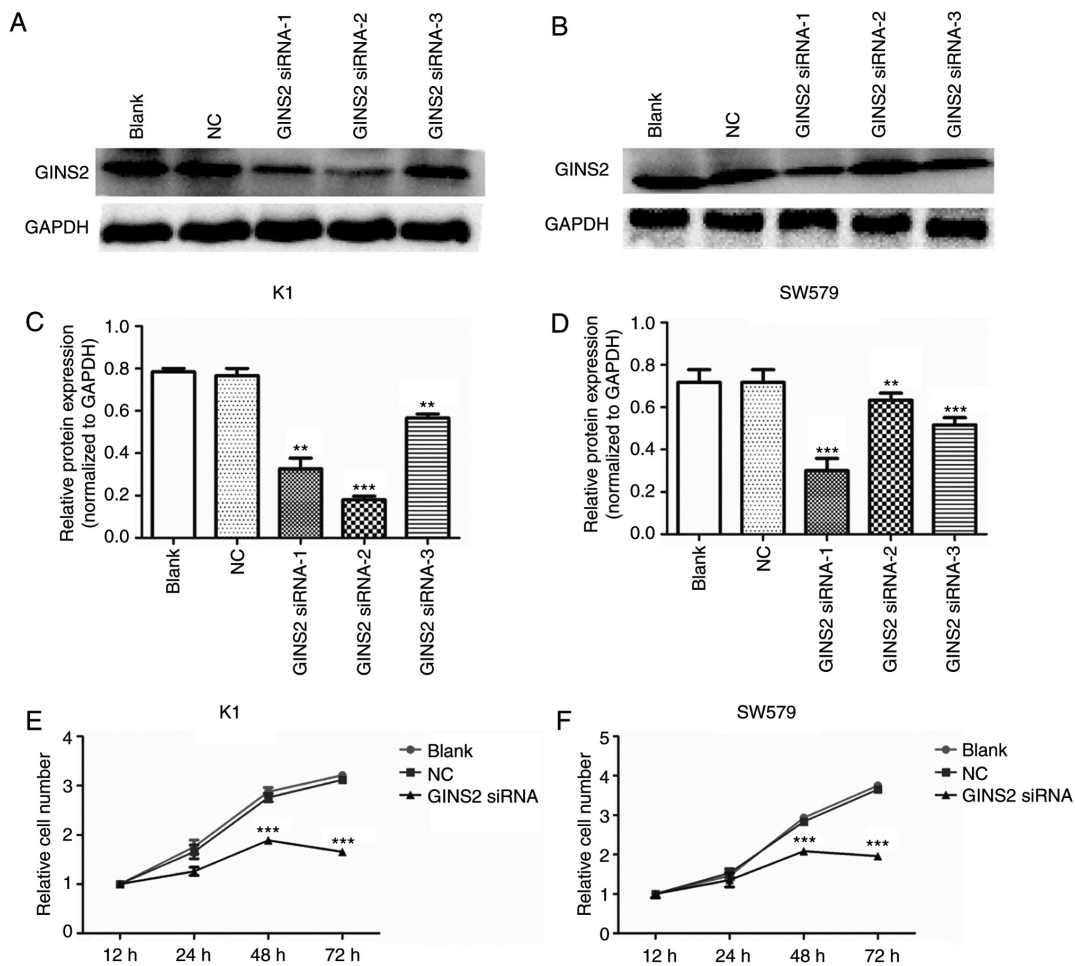 A
Blank
NC
GINS2 siRNA-1
GINS2 siRNA-2
GINS2 siRNA-3
GINS2
GAPDH
B
Blank
NC
GINS2 siRNA-1
GINS2 siRNA-2
GINS2 siRNA-3
GINS2
GAPDH
K1
C
Relative protein expression
(normalized to GAPDH)
1.0
0.8
0.6
0.4
0.2
0.0
**
***
**
Blank
NC
GINS2 siRNA-1
GINS2 siRNA-2
GINS2 siRNA-3
SW579
D
Relative protein expression
(normalized to GAPDH)
1.0
0.8
0.6
0.4
0.2
0.0
***
**
***
Blank
NC
GINS2 siRNA-1
GINS2 siRNA-2
GINS2 siRNA-3
K1
E
Relative cell number
4
3
2
1
0
***
***
12 h
24 h
48 h
72 h
Blank
NC
GINS2 siRNA
SW579
F
Relative cell number
5
4
3
2
1
0
***
***
12 h
24 h
48 h
72 h
Blank
NC
GINS2 siRNA